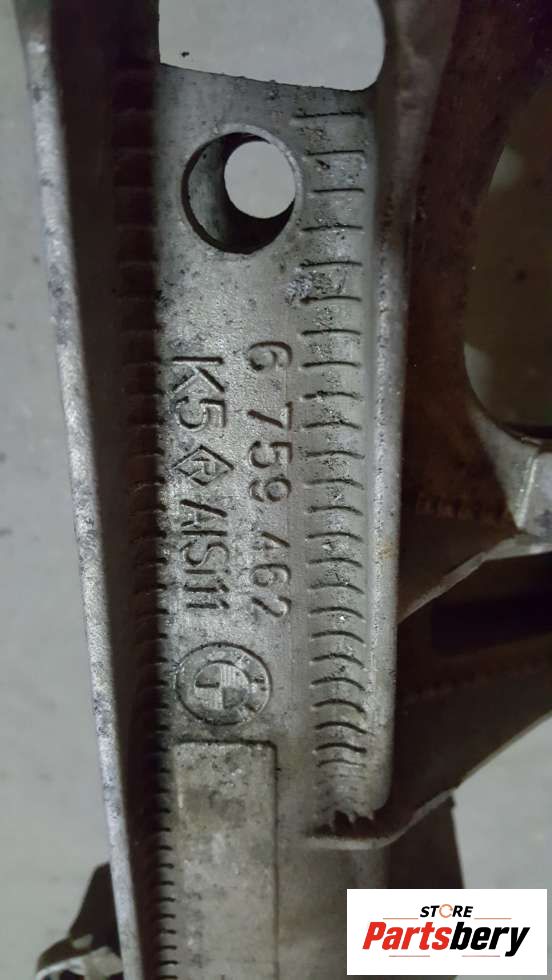 6 759 462
K5 P AlSi11
STORE
Partsbery